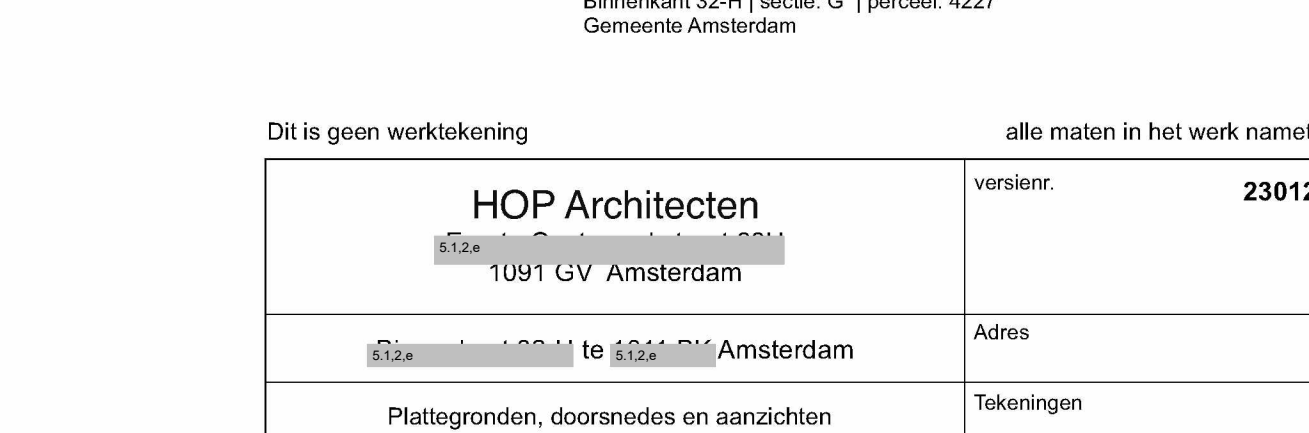 Binnenkant 32-H | sectie: G | perceel: 4227
Gemeente Amsterdam
Dit is geen werktekening
alle maten in het werk namet
HOP Architecten
versienr.
23012
5.1,2,e
1091 GV Amsterdam
5.1,2,e te 5.1,2,e Amsterdam
Adres
Plattegronden, doorsnedes en aanzichten
Tekeningen